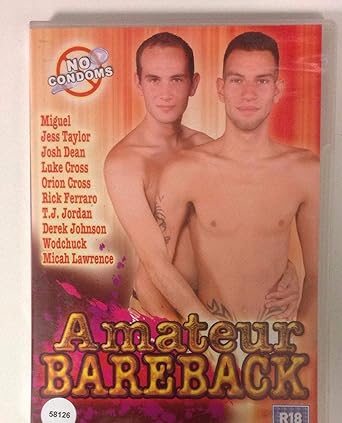 NO
CONDOMS
Miguel
Jess Taylor
Josh Dean
Luke Cross
Orion Cross
Rick Ferraro
T.J. Jordan
Derek Johnson
Wodchuck
Micah Lawrence
Amateur
BAREBACK
58126
R18